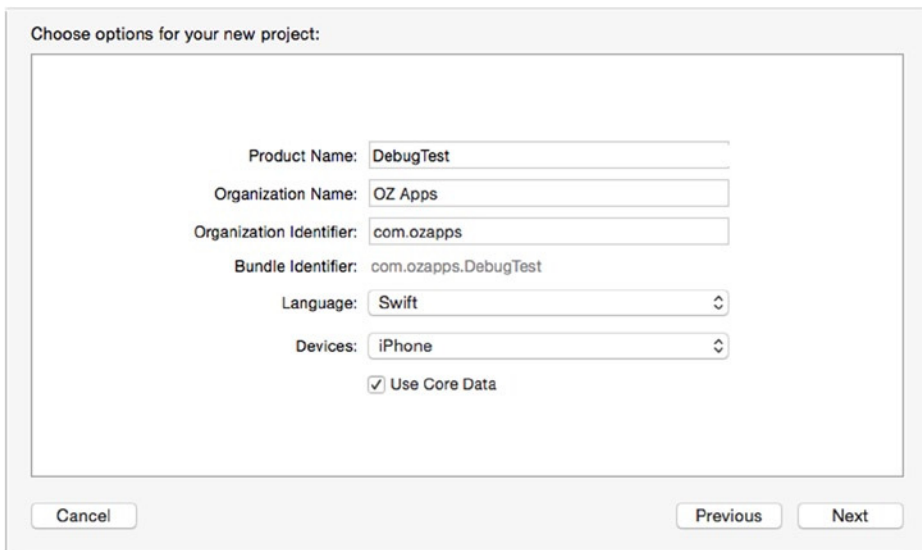 Choose options for your new project:
Product Name: DebugTest
Organization Name: OZ Apps
Organization Identifier: com.ozapps
Bundle Identifier: com.ozapps.DebugTest
Language: Swift
Devices: iPhone
Use Core Data
Cancel Previous Next